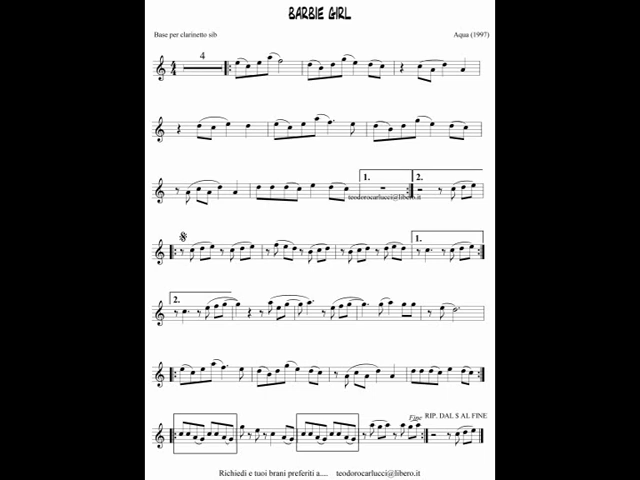 BARBIE GIRL
Base per clarinetto sib
Aqua (1997)
4
1.
2.
teodorocarlucci@libero.it
1.
2.
Fine
RIP. DAL $ AL FINE
Richiedi e tuoi brani preferiti a.... teodorocarlucci@libero.it